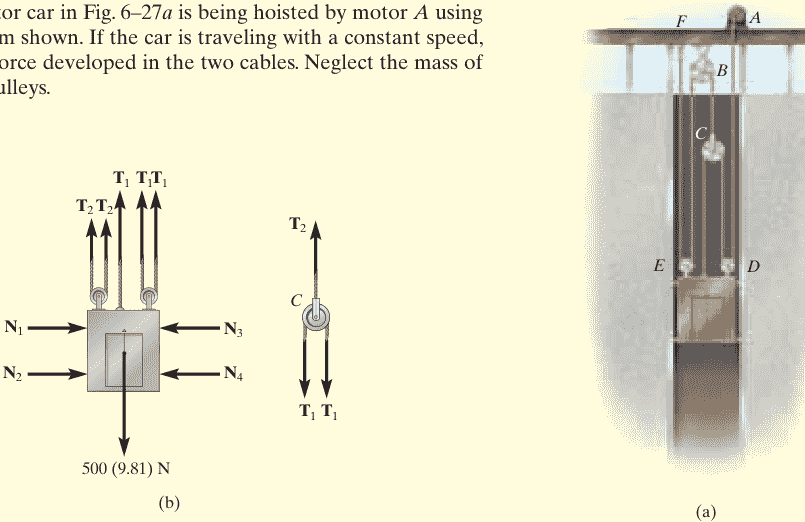 tor car in Fig. 6–27a is being hoisted by motor A using
m shown. If the car is traveling with a constant speed,
orce developed in the two cables. Neglect the mass of
ulleys.
F
A
B
C
E
D
T₁ T₁T₁
T₂ T₂
T₂
C
N₁
N₃
N₂
N₄
T₁ T₁
500 (9.81) N
(b)
(a)